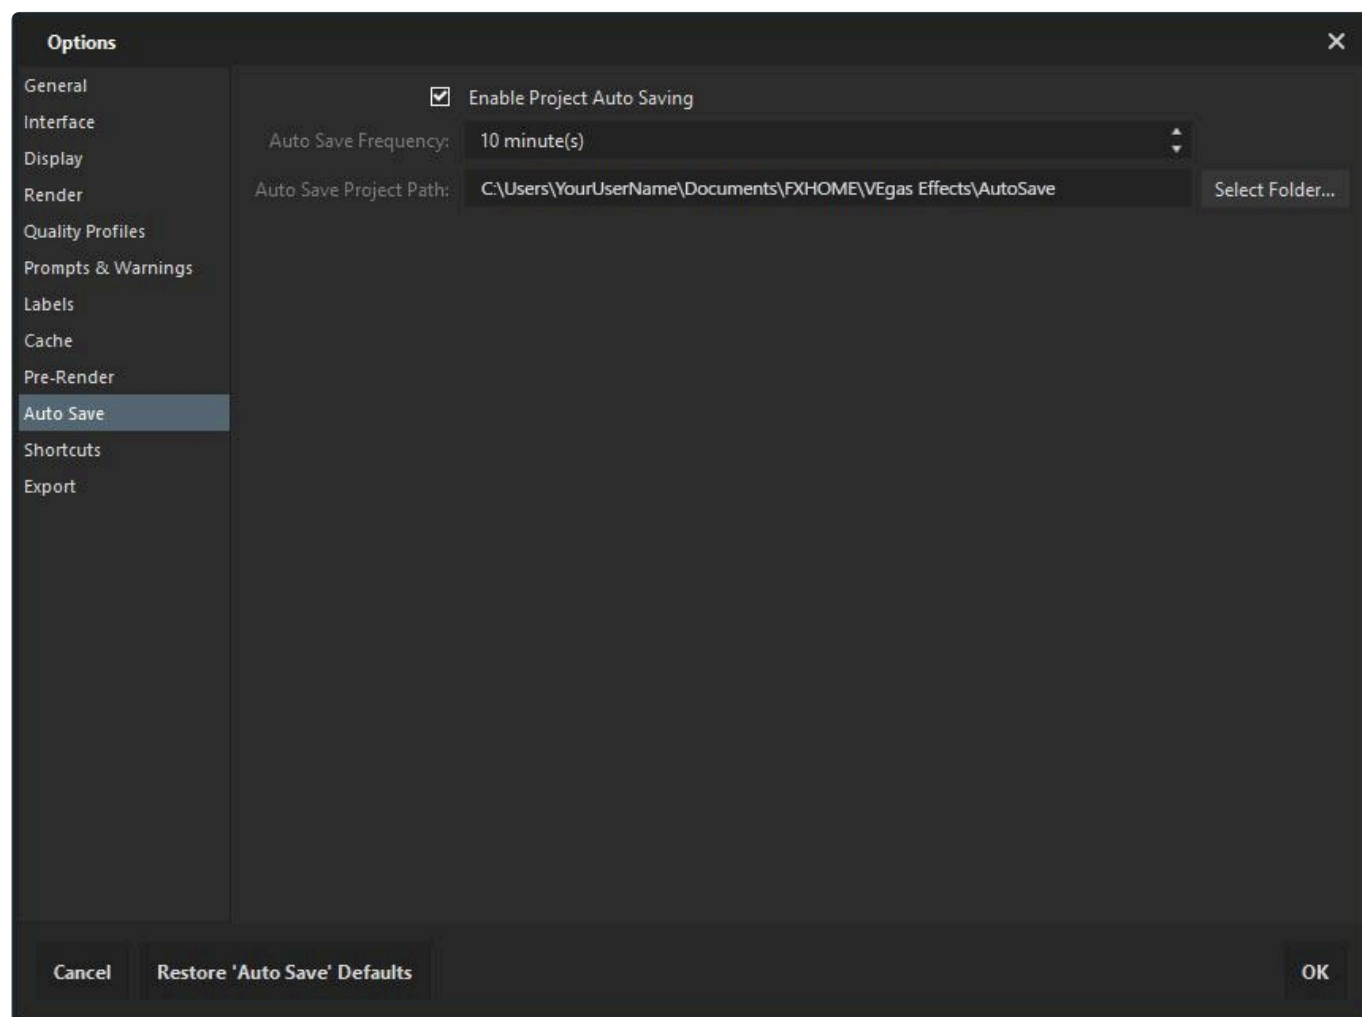 Options
General
Interface
Display
Render
Quality Profiles
Prompts & Warnings
Labels
Cache
Pre-Render
Auto Save
Shortcuts
Export
Enable Project Auto Saving
Auto Save Frequency: 10 minute(s)
Auto Save Project Path: C:\Users\YourUserName\Documents\FXHOME\VEgas Effects\AutoSave Select Folder...
Cancel Restore 'Auto Save' Defaults OK